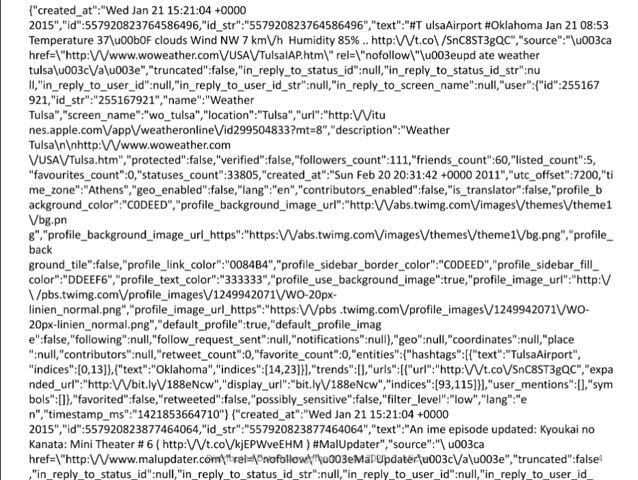 {"created_at":"Wed Jan 21 15:21:04 +0000
2015","id":557920823764586496,"id_str":"557920823764586496","text":"#T ulsaAirport #Oklahoma Jan 21 08:53
Temperature 37\u00b0F clouds Wind NW 7 km\/h  Humidity 85% .. http:\/\/t.co\ /SnC8ST3gQC","source":"\u003ca
href=\"http:\/\/www.woweather.com\/USA\/TulsaIAP.htm\" rel=\"nofollow\"\u003eupd ate weather
tulsa\u003c\/a\u003e","truncated":false,"in_reply_to_status_id":null,"in_reply_to_status_id_str":nu
ll,"in_reply_to_user_id":null,"in_reply_to_user_id_str":null,"in_reply_to_screen_name":null,"user":{"id":255167
921,"id_str":"255167921","name":"Weather
Tulsa","screen_name":"wo_tulsa","location":"Tulsa","url":"http:\/\/itu
nes.apple.com\/app\/weatheronline\/id299504833?mt=8","description":"Weather
Tulsa\n\nhttp:\/\/www.woweather.com
\/USA\/Tulsa.htm","protected":false,"verified":false,"followers_count":111,"friends_count":60,"listed_count":5,
"favourites_count":0,"statuses_count":33805,"created_at":"Sun Feb 20 20:31:42 +0000 2011","utc_offset":7200,"ti
me_zone":"Athens","geo_enabled":false,"lang":"en","contributors_enabled":false,"is_translator":false,"profile_b
ackground_color":"C0DEED","profile_background_image_url":"http:\/\/abs.twimg.com\/images\/themes\/theme1
\/bg.pn
g","profile_background_image_url_https":"https:\/\/abs.twimg.com\/images\/themes\/theme1\/bg.png","profile_
back
ground_tile":false,"profile_link_color":"0084B4","profile_sidebar_border_color":"C0DEED","profile_sidebar_fill_
color":"DDEEF6","profile_text_color":"333333","profile_use_background_image":true,"profile_image_url":"http:\/
\ /pbs.twimg.com\/profile_images\/1249942071\/WO-20px-
linien_normal.png","profile_image_url_https":"https:\/\/pbs .twimg.com\/profile_images\/1249942071\/WO-
20px-linien_normal.png","default_profile":true,"default_profile_imag
e":false,"following":null,"follow_request_sent":null,"notifications":null},"geo":null,"coordinates":null,"place
":null,"contributors":null,"retweet_count":0,"favorite_count":0,"entities":{"hashtags":[{"text":"TulsaAirport",
"indices":[0,13]},{"text":"Oklahoma","indices":[14,23]}],"trends":[],"urls":[{"url":"http:\/\/t.co\/SnC8ST3gQC","expa
nded_url":"http:\/\/bit.ly\/188eNcw","display_url":"bit.ly\/188eNcw","indices":[93,115]}],"user_mentions":[],"sym
bols":[]},"favorited":false,"retweeted":false,"possibly_sensitive":false,"filter_level":"low","lang":"e
n","timestamp_ms":"1421853664710"} {"created_at":"Wed Jan 21 15:21:04 +0000
2015","id":557920823877464064,"id_str":"557920823877464064","text":"An ime episode updated: Kyoukai no
Kanata: Mini Theater # 6 ( http:\/\/t.co\/kjEPWveEHM ) #MalUpdater","source":"\ u003ca
href=\"http:\/\/www.malupdater.com\"
\u003c\/a\u003e","truncated":false
,"in_reply_to_status_id":null,"in_reply_to_status_id_str":null,"in_reply_to_user_id":null,"in_reply_to_user_id_
4